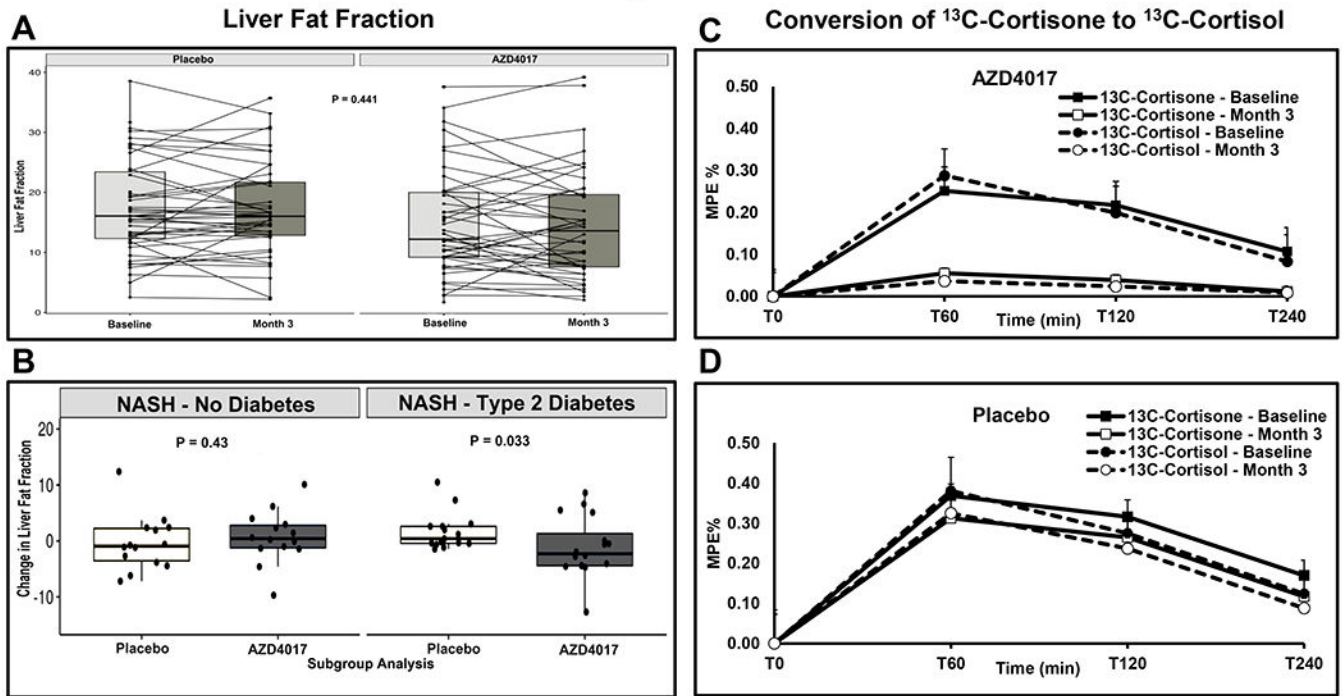 A
Liver Fat Fraction
Placebo
AZD4017
P = 0.441
Liver Fat Fraction
40
30
20
10
0
Baseline
Month 3
Baseline
Month 3
B
NASH - No Diabetes
NASH - Type 2 Diabetes
P = 0.43
P = 0.033
Change in Liver Fat Fraction
20
10
0
-10
Placebo
AZD4017
Placebo
AZD4017
Subgroup Analysis
Conversion of ¹³C-Cortisone to ¹³C-Cortisol
C
AZD4017
13C-Cortisone - Baseline
13C-Cortisone - Month 3
13C-Cortisol - Baseline
13C-Cortisol - Month 3
MPE %
0.50
0.40
0.30
0.20
0.10
0.00
T0
T60
T120
T240
Time (min)
D
Placebo
13C-Cortisone - Baseline
13C-Cortisone - Month 3
13C-Cortisol - Baseline
13C-Cortisol - Month 3
MPE%
0.50
0.40
0.30
0.20
0.10
0.00
T0
T60
T120
T240
Time (min)